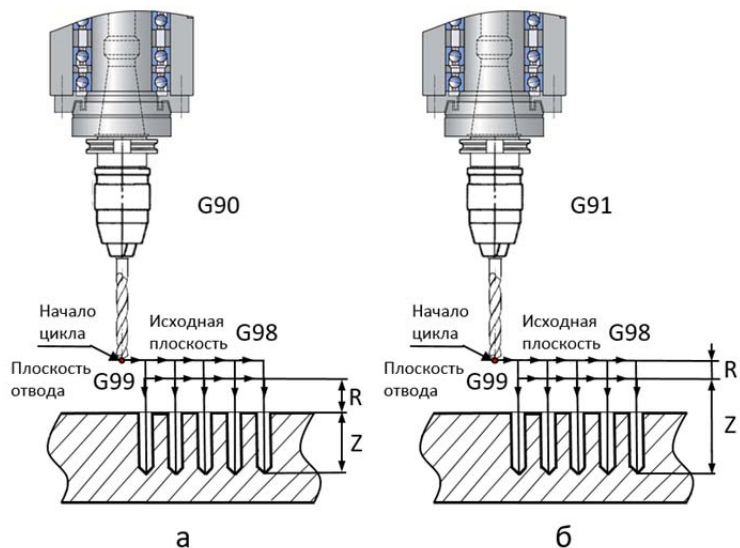 G90
Начало
цикла
Исходная
плоскость
G98
Плоскость
отвода
G99
R
Z
а
G91
Начало
цикла
Исходная
плоскость
G98
Плоскость
отвода
G99
R
Z
б